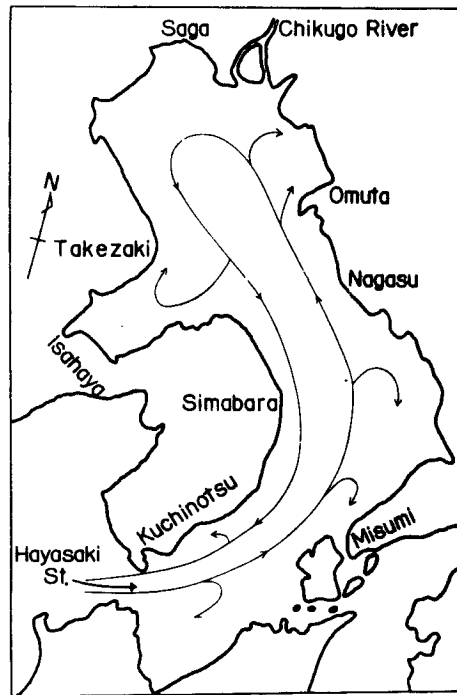 Saga
Chikugo River
N
Omuta
Takezaki
Nagasu
Isahaya
Simabara
Kuchinotsu
Misumi
Hayasaki
St.